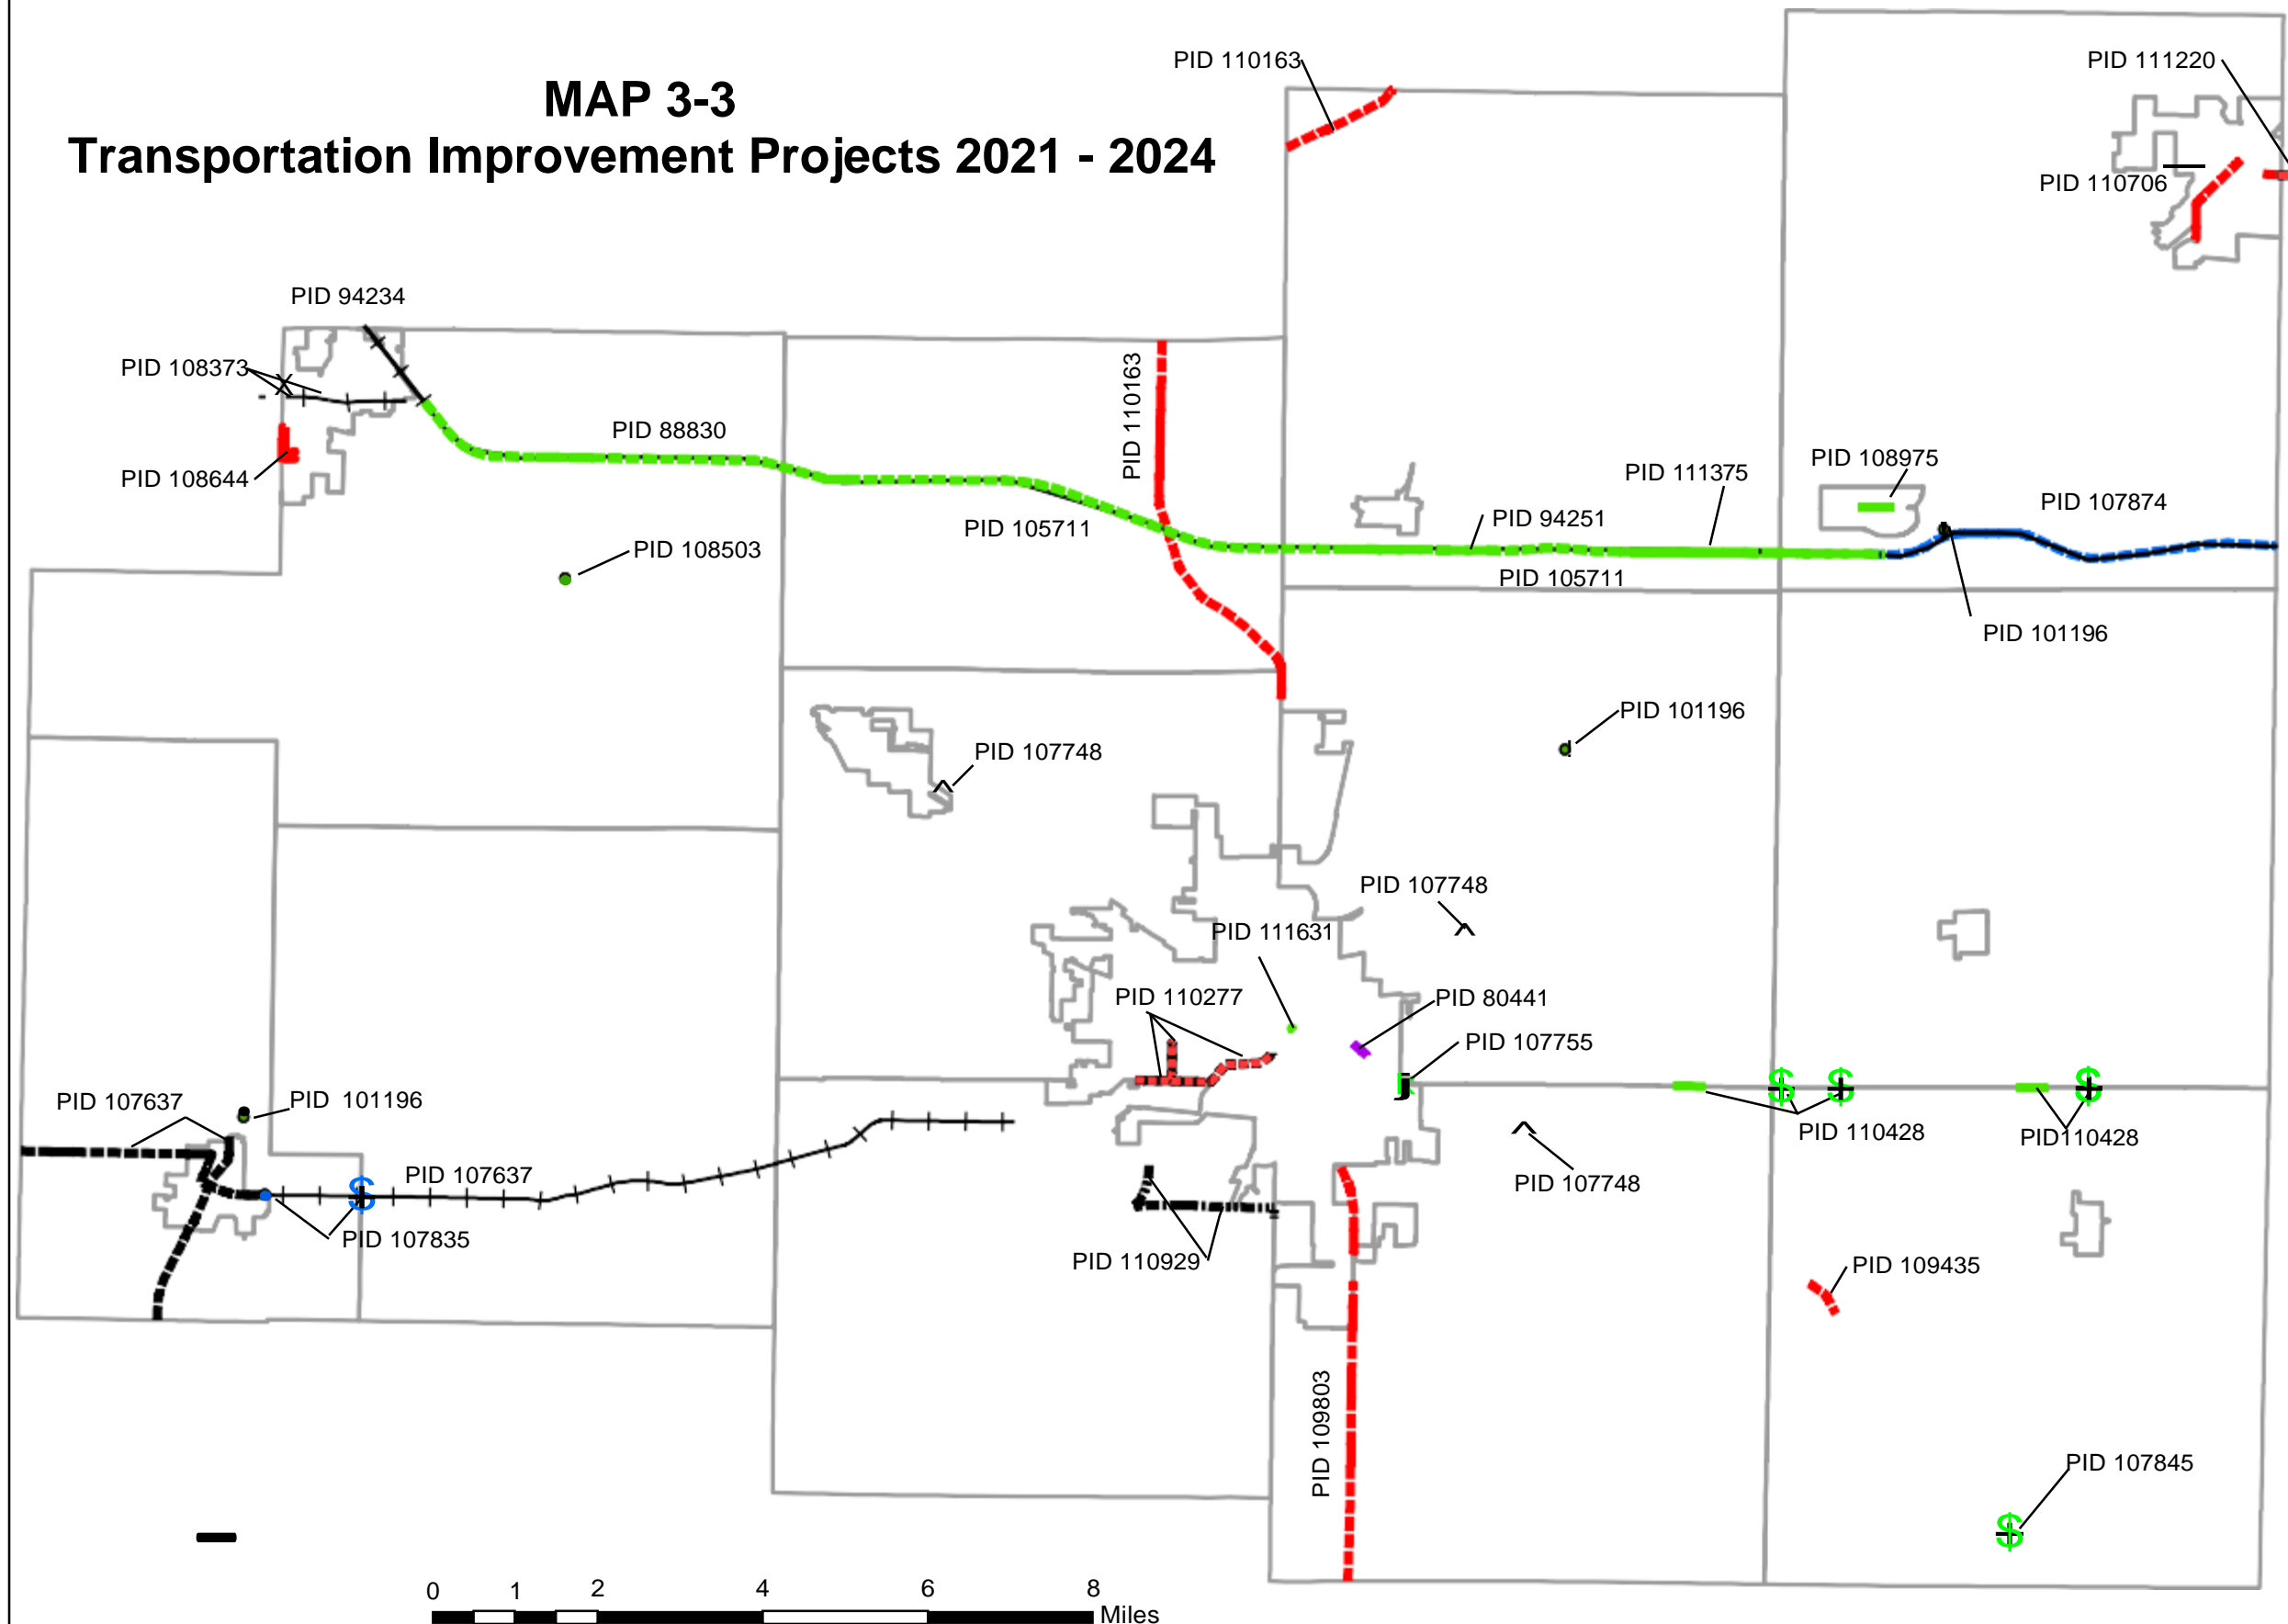 MAP 3-3
Transportation Improvement Projects 2021 - 2024
PID 110163
PID 111220
PID 110706
PID 94234
PID 108373
PID 88830
PID 110163
PID 108644
PID 108975
PID 111375
PID 107874
PID 94251
PID 105711
PID 108503
PID 105711
PID 101196
PID 101196
PID 107748
PID 107748
PID 111631
PID 110277
PID 80441
PID 107755
PID 107637
PID 101196
PID 110428
PID110428
PID 107637
PID 107748
PID 107835
PID 110929
PID 109435
PID 109803
PID 107845
0 1 2 4 6 8
Miles